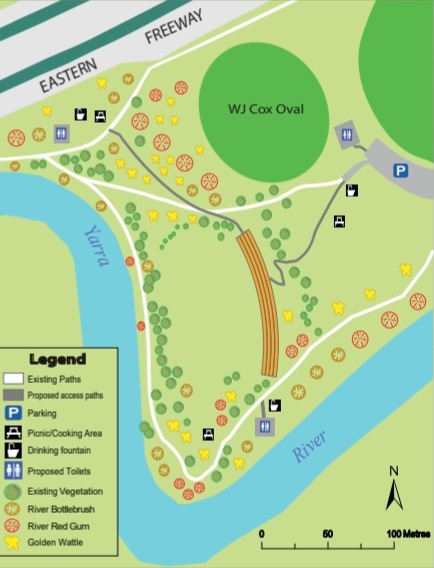 FREEWAY
EASTERN
WJ Cox Oval
P
Yarra
Legend
Existing Paths
Proposed access paths
P Parking
Picnic/Cooking Area
Drinking fountain
Proposed Toilets
Existing Vegetation
River Bottlebrush
River Red Gum
Golden Wattle
River
N
0 50 100 Metres